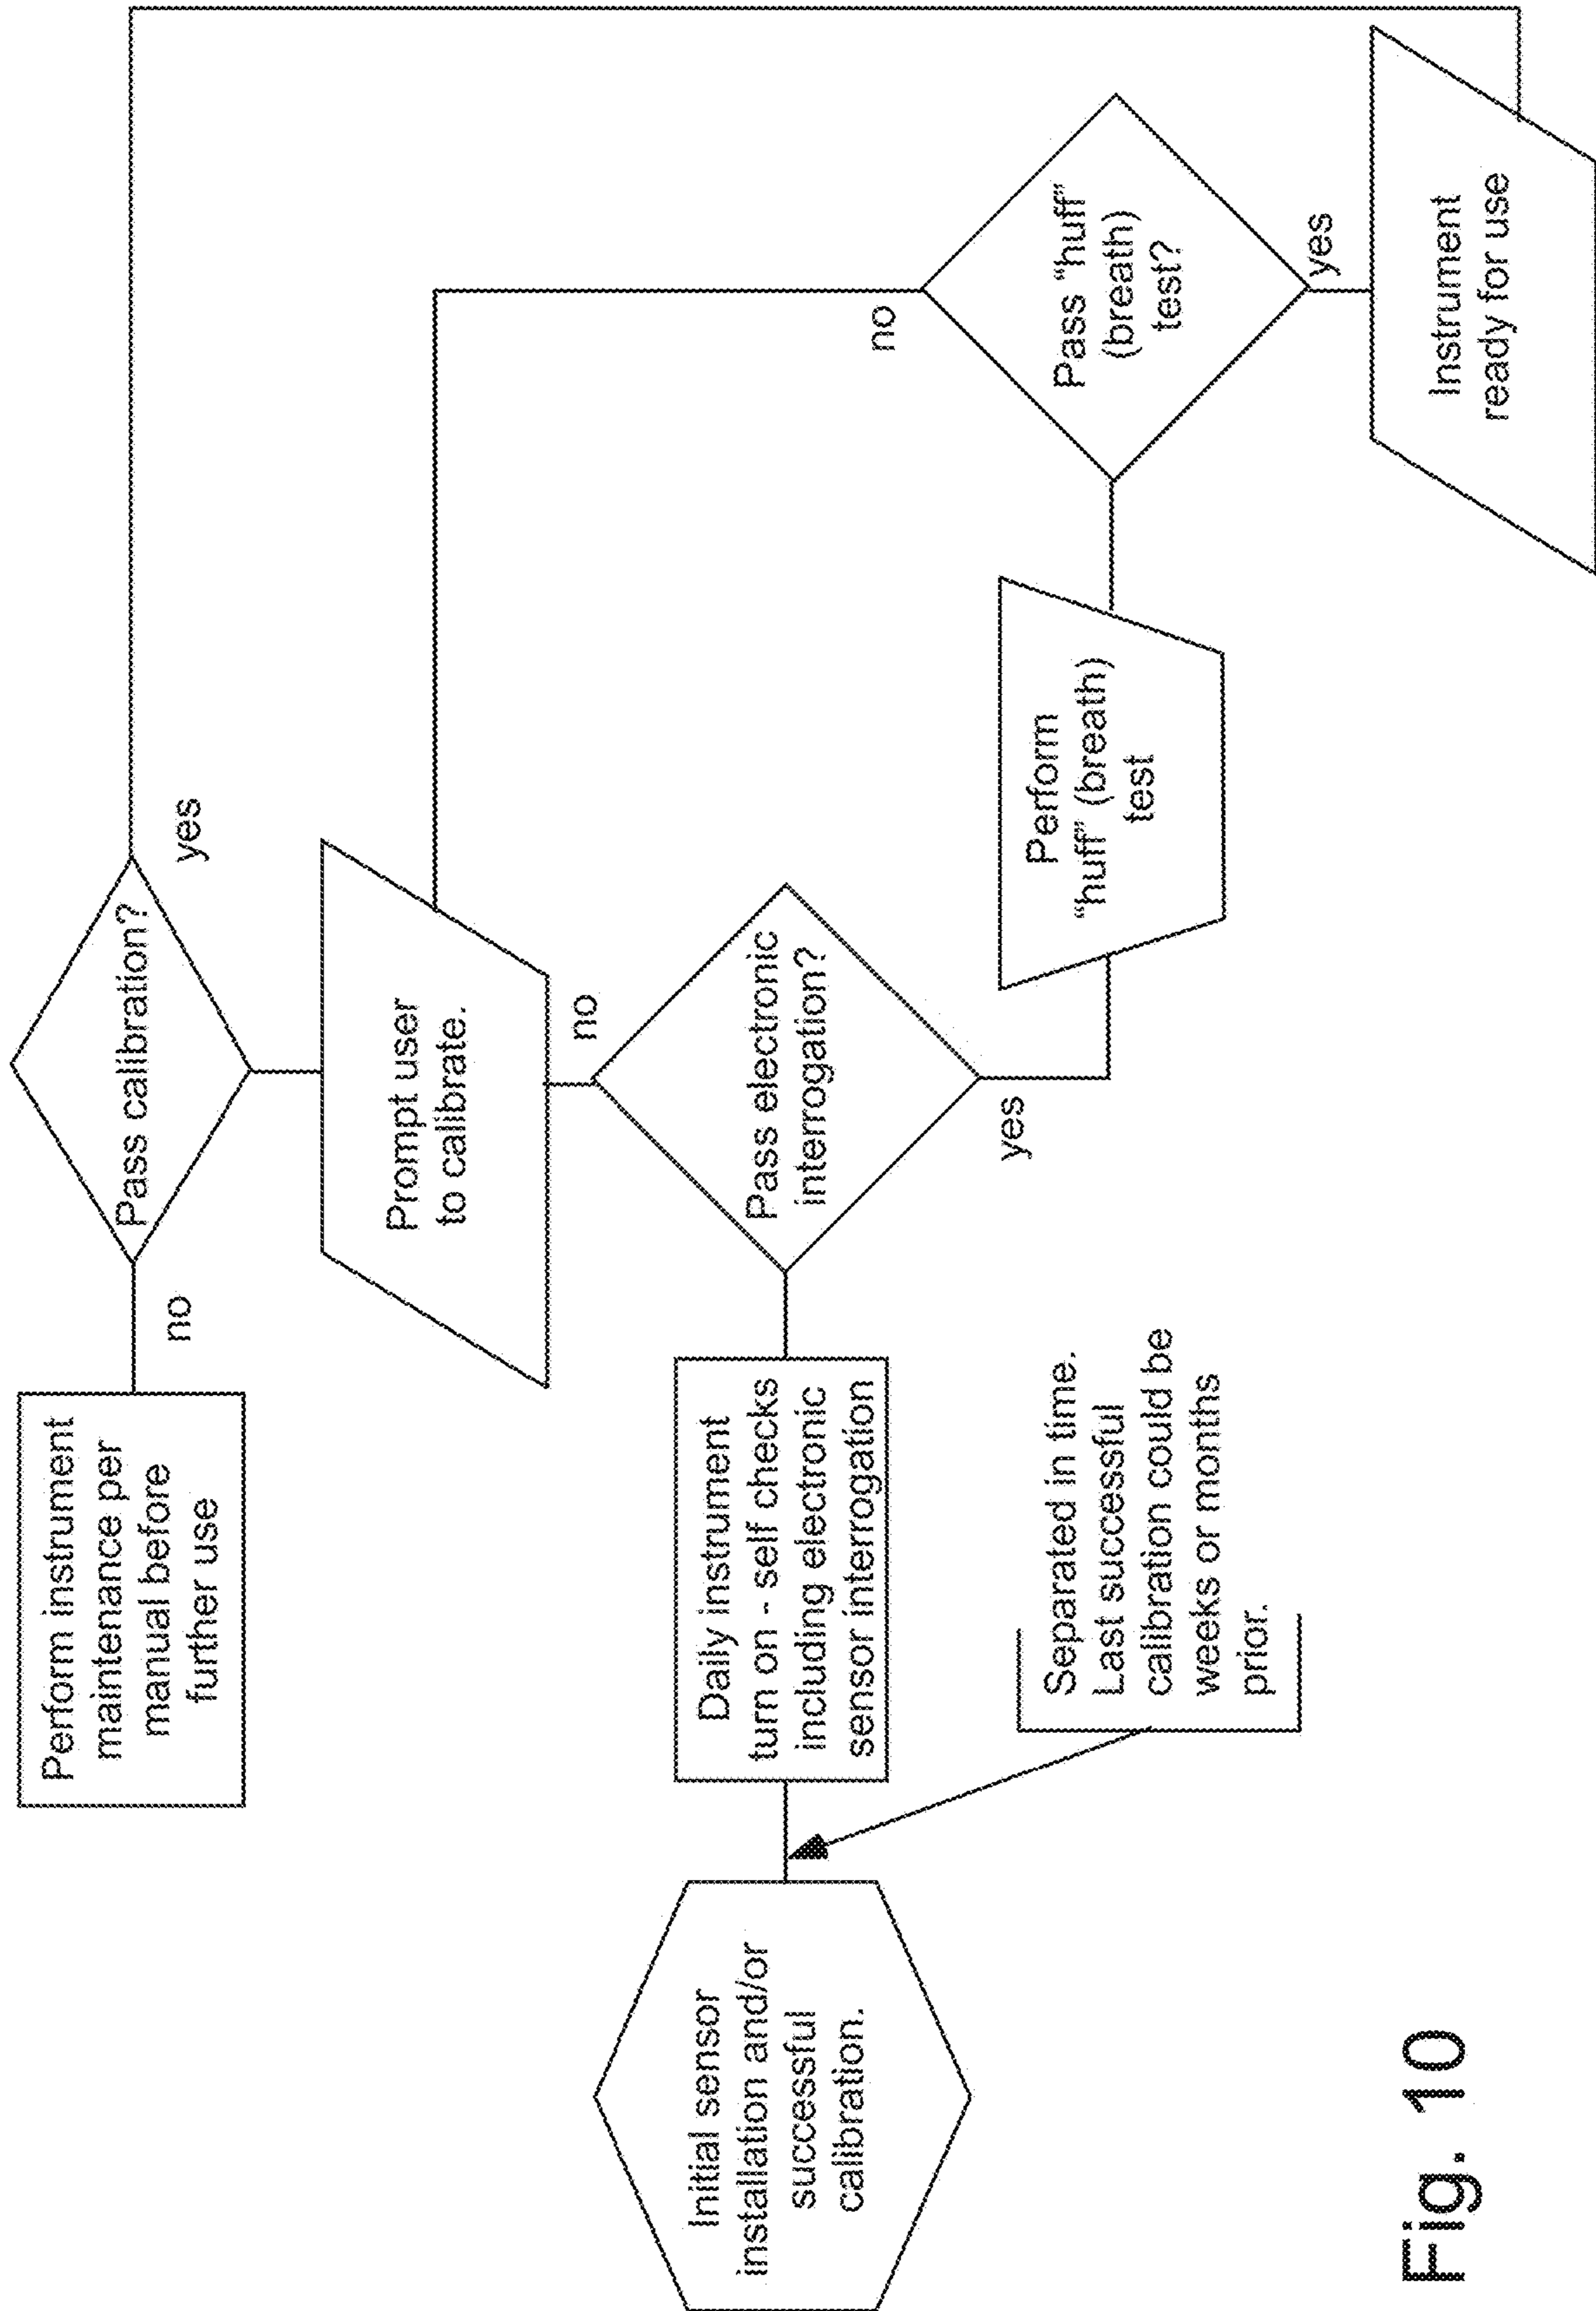 Perform instrument
maintenance per
manual before
further use
no
Pass calibration?
yes
Prompt user
to calibrate.
no
Initial sensor
installation and/or
successful
calibration.
Daily instrument
turn on - self checks
including electronic
sensor interrogation
Pass electronic
interrogation?
yes
Separated in time.
Last successful
calibration could be
weeks or months
prior.
Perform
“huff” (breath)
test
no
Pass “huff”
(breath)
test?
yes
Instrument
ready for use
Fig. 10